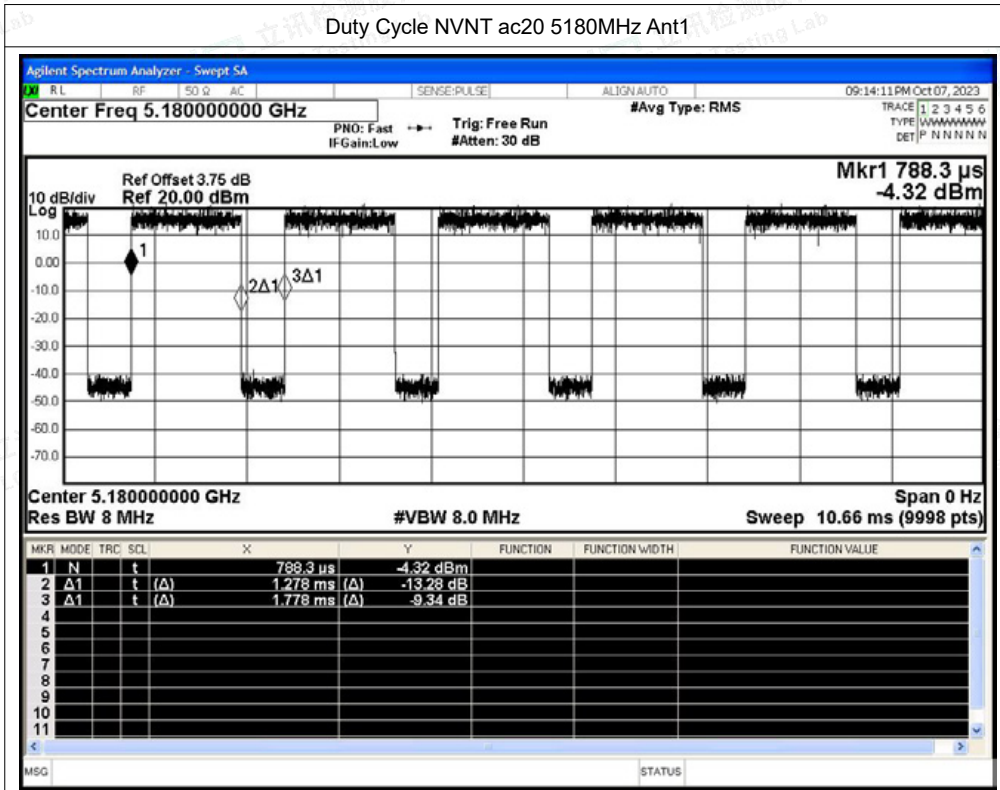 Duty Cycle NVNT ac20 5180MHz Ant1
Agilent Spectrum Analyzer - Swept SA
RL RF 50 Ω AC SENSE:PULSE ALIGN AUTO 09:14:11 PM Oct 07, 2023
Center Freq 5.180000000 GHz #Avg Type: RMS TRACE 1 2 3 4 5 6
PNO: Fast Trig: Free Run TYPE
IFGain:Low #Atten: 30 dB DET P N N N N N
Mkr1 788.3 µs
-4.32 dBm
Ref Offset 3.75 dB
10 dB/div Ref 20.00 dBm
Log
10.0
0.00
-10.0
-20.0
-30.0
-40.0
-50.0
-60.0
-70.0
1
2Δ1
3Δ1
Center 5.180000000 GHz Span 0 Hz
Res BW 8 MHz #VBW 8.0 MHz Sweep 10.66 ms (9998 pts)
MKR MODE TRC SCL X Y FUNCTION FUNCTION WIDTH FUNCTION VALUE
1 N t 788.3 µs -4.32 dBm
2 Δ1 t (Δ) 1.278 ms (Δ) -13.28 dB
3 Δ1 t (Δ) 1.778 ms (Δ) -9.34 dB
4
5
6
7
8
9
10
11
MSG STATUS